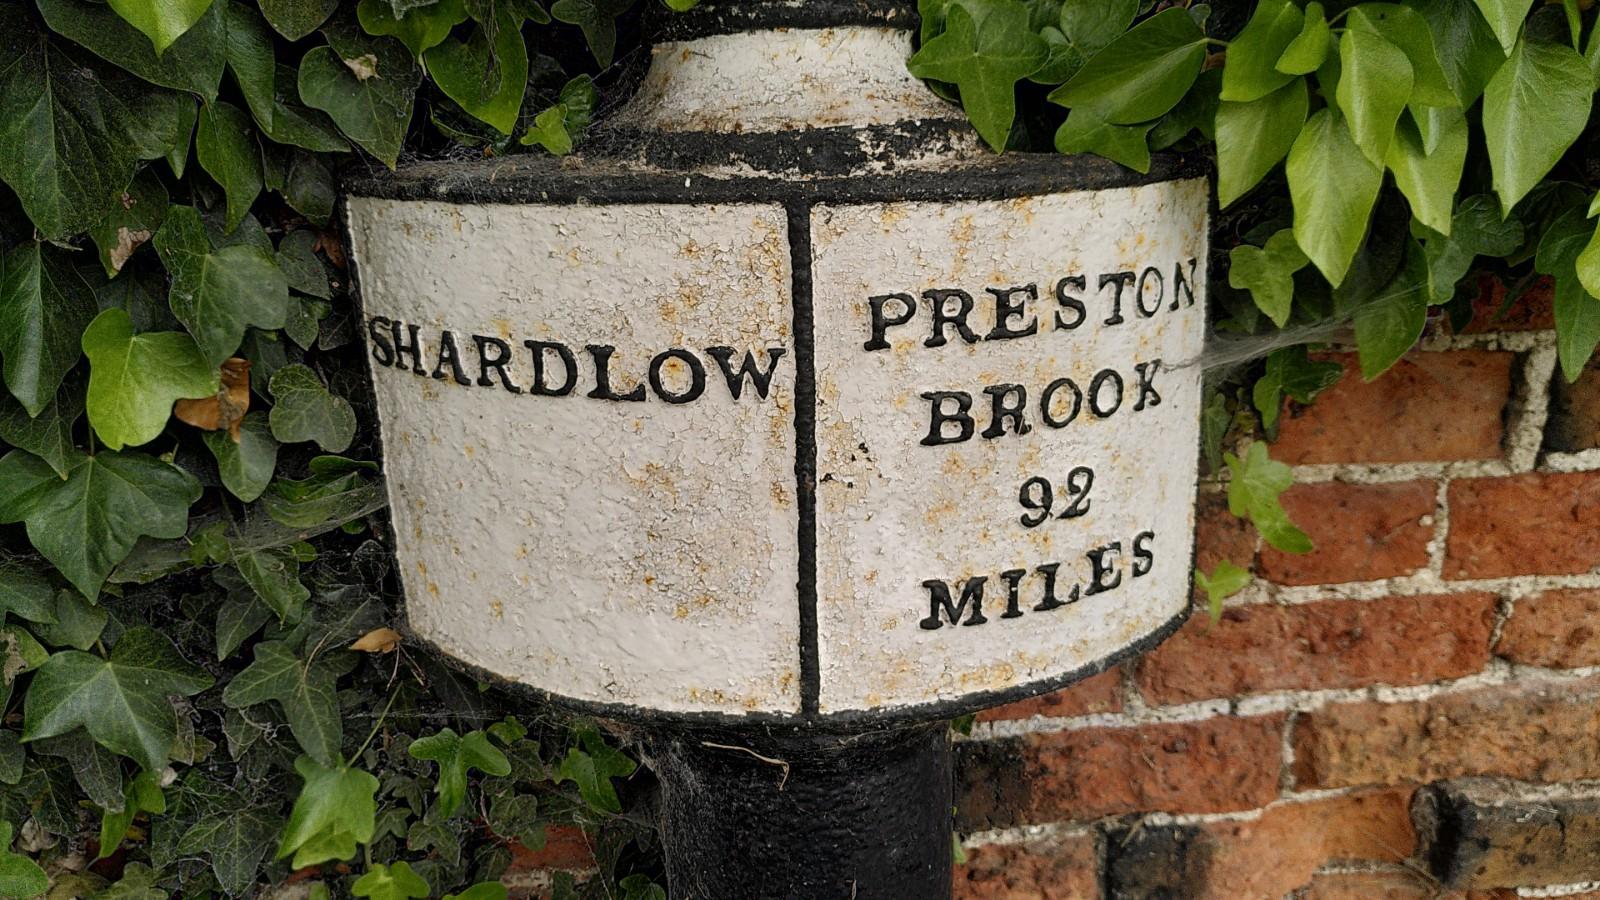 SHARDLOW
PRESTON
BROOK
92
MILES